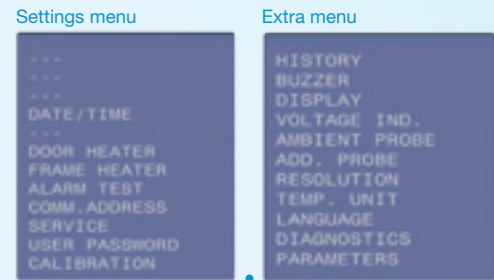 Settings menu
- - -
- - -
- - -
DATE/TIME
- - -
DOOR HEATER
FRAME HEATER
ALARM TEST
COMM.ADDRESS
SERVICE
USER PASSWORD
CALIBRATION
Extra menu
HISTORY
BUZZER
DISPLAY
VOLTAGE IND.
AMBIENT PROBE
ADD. PROBE
RESOLUTION
TEMP. UNIT
LANGUAGE
DIAGNOSTICS
PARAMETERS